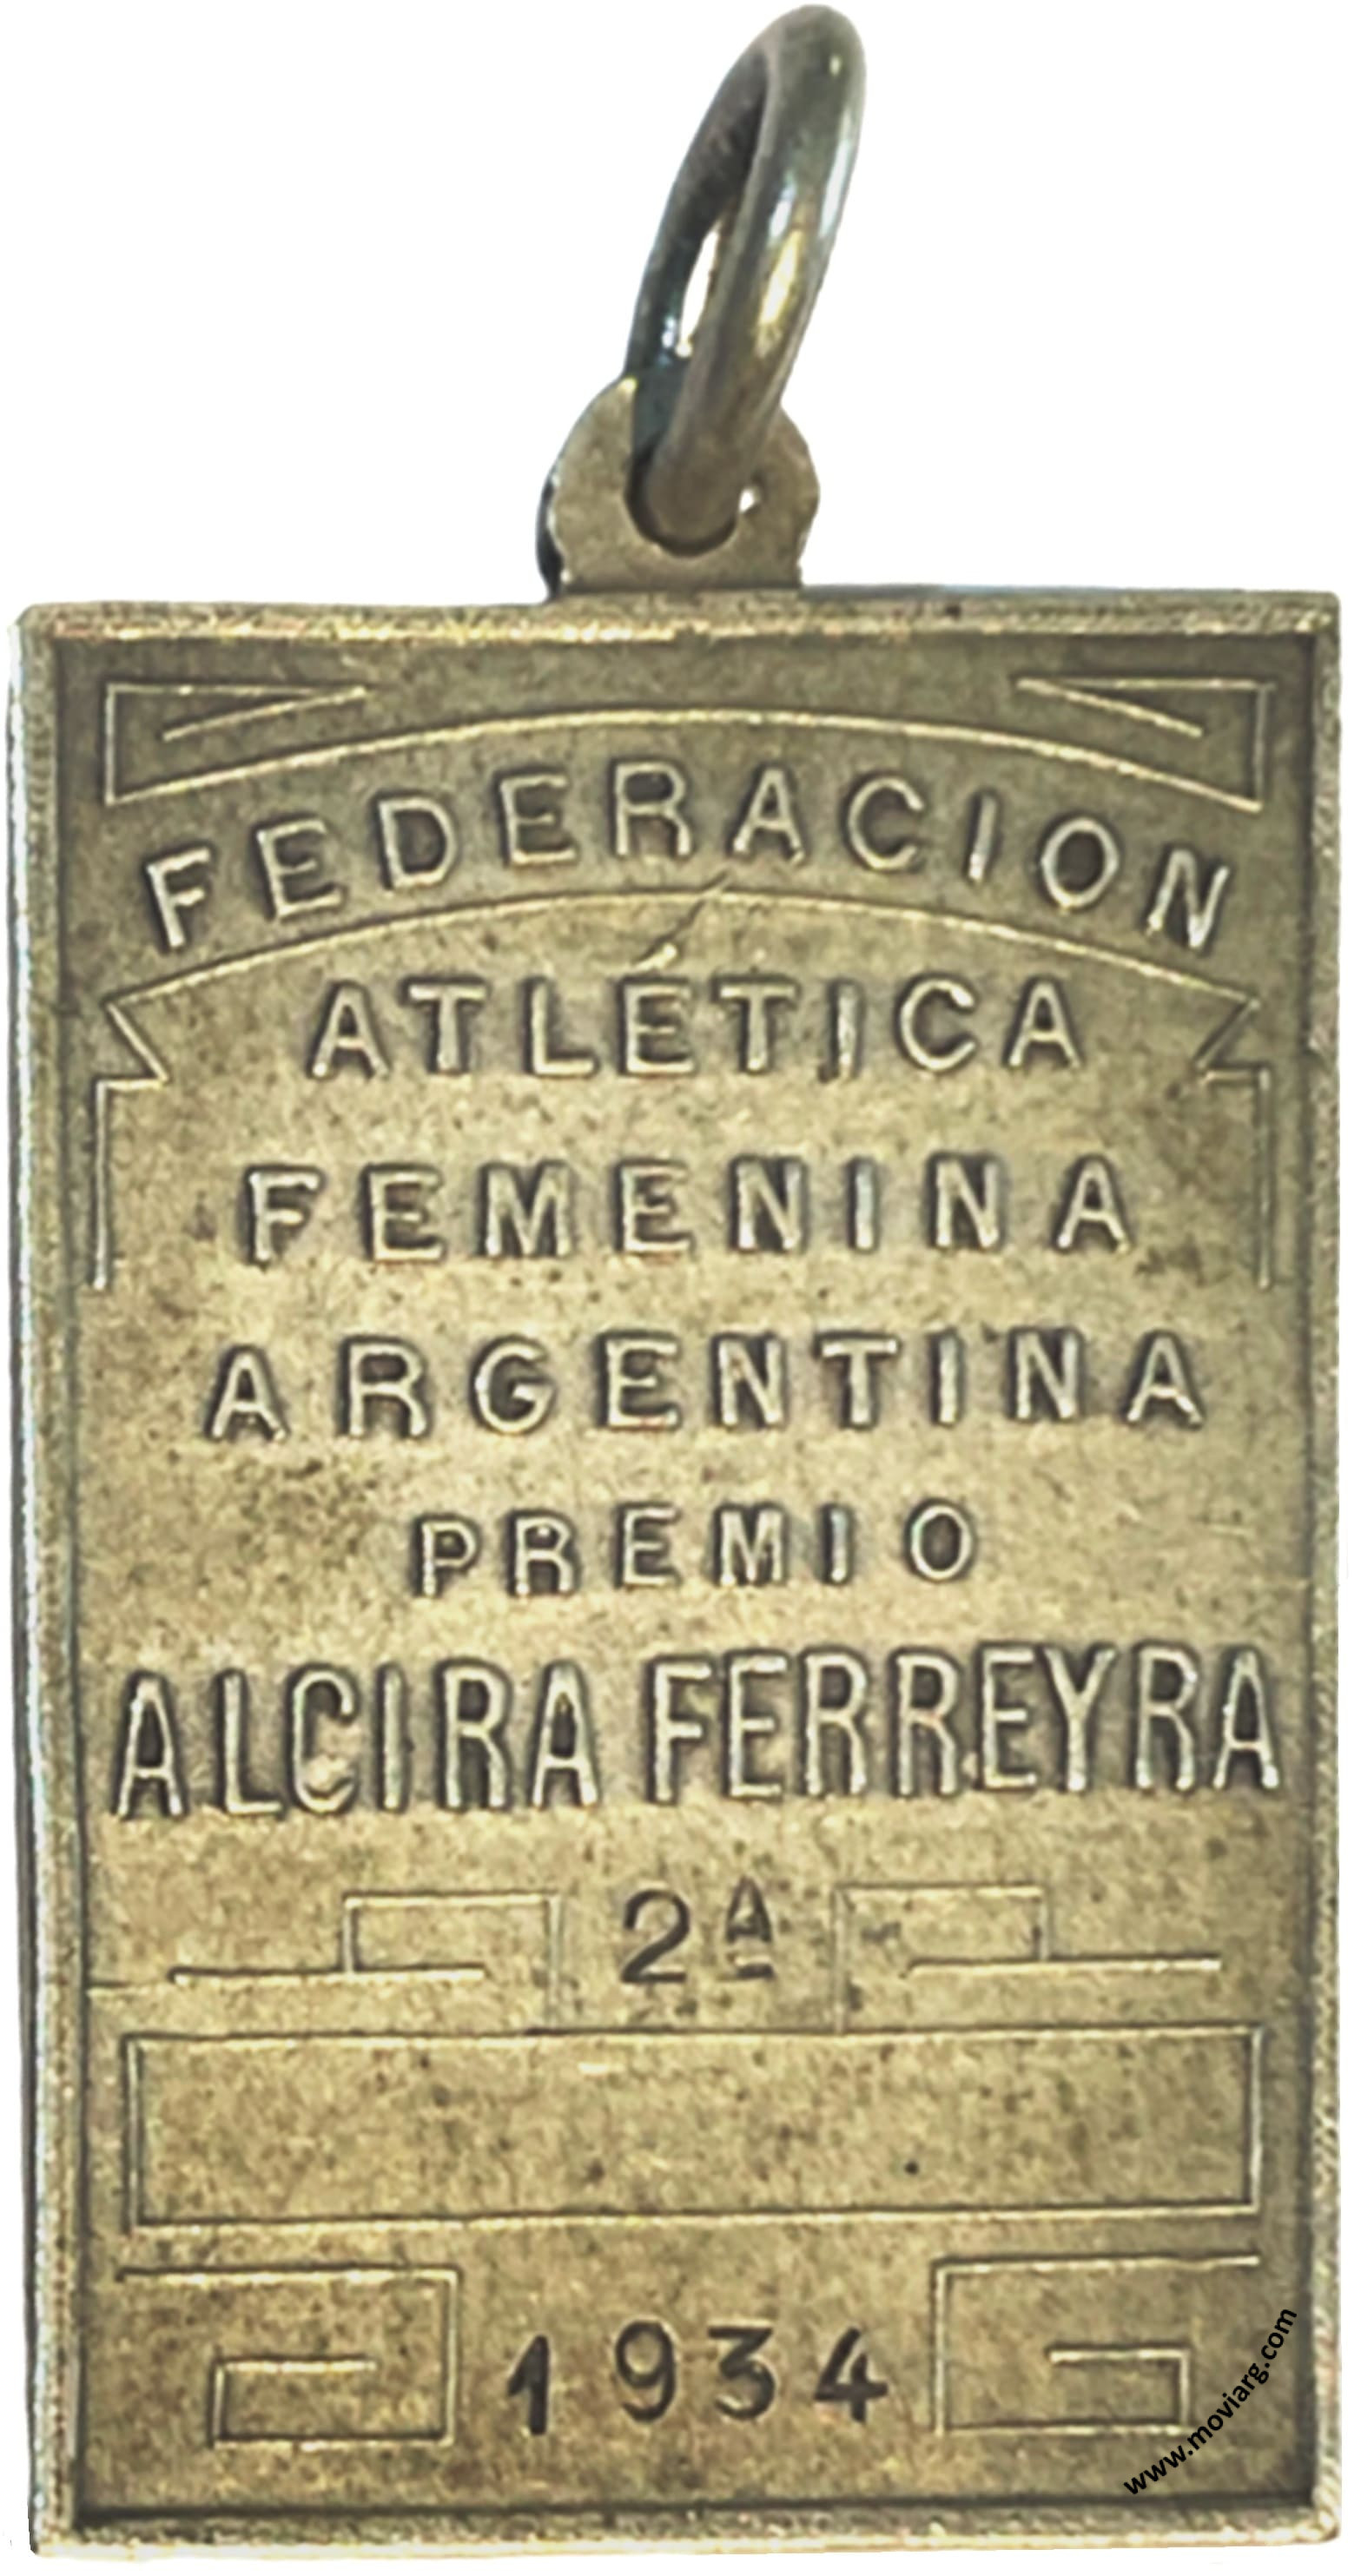 FEDERACION
ATLÉTICA
FEMENINA
ARGENTINA
PREMIO
ALCIRA FERREYRA
2ª
1934
www.moviarg.com